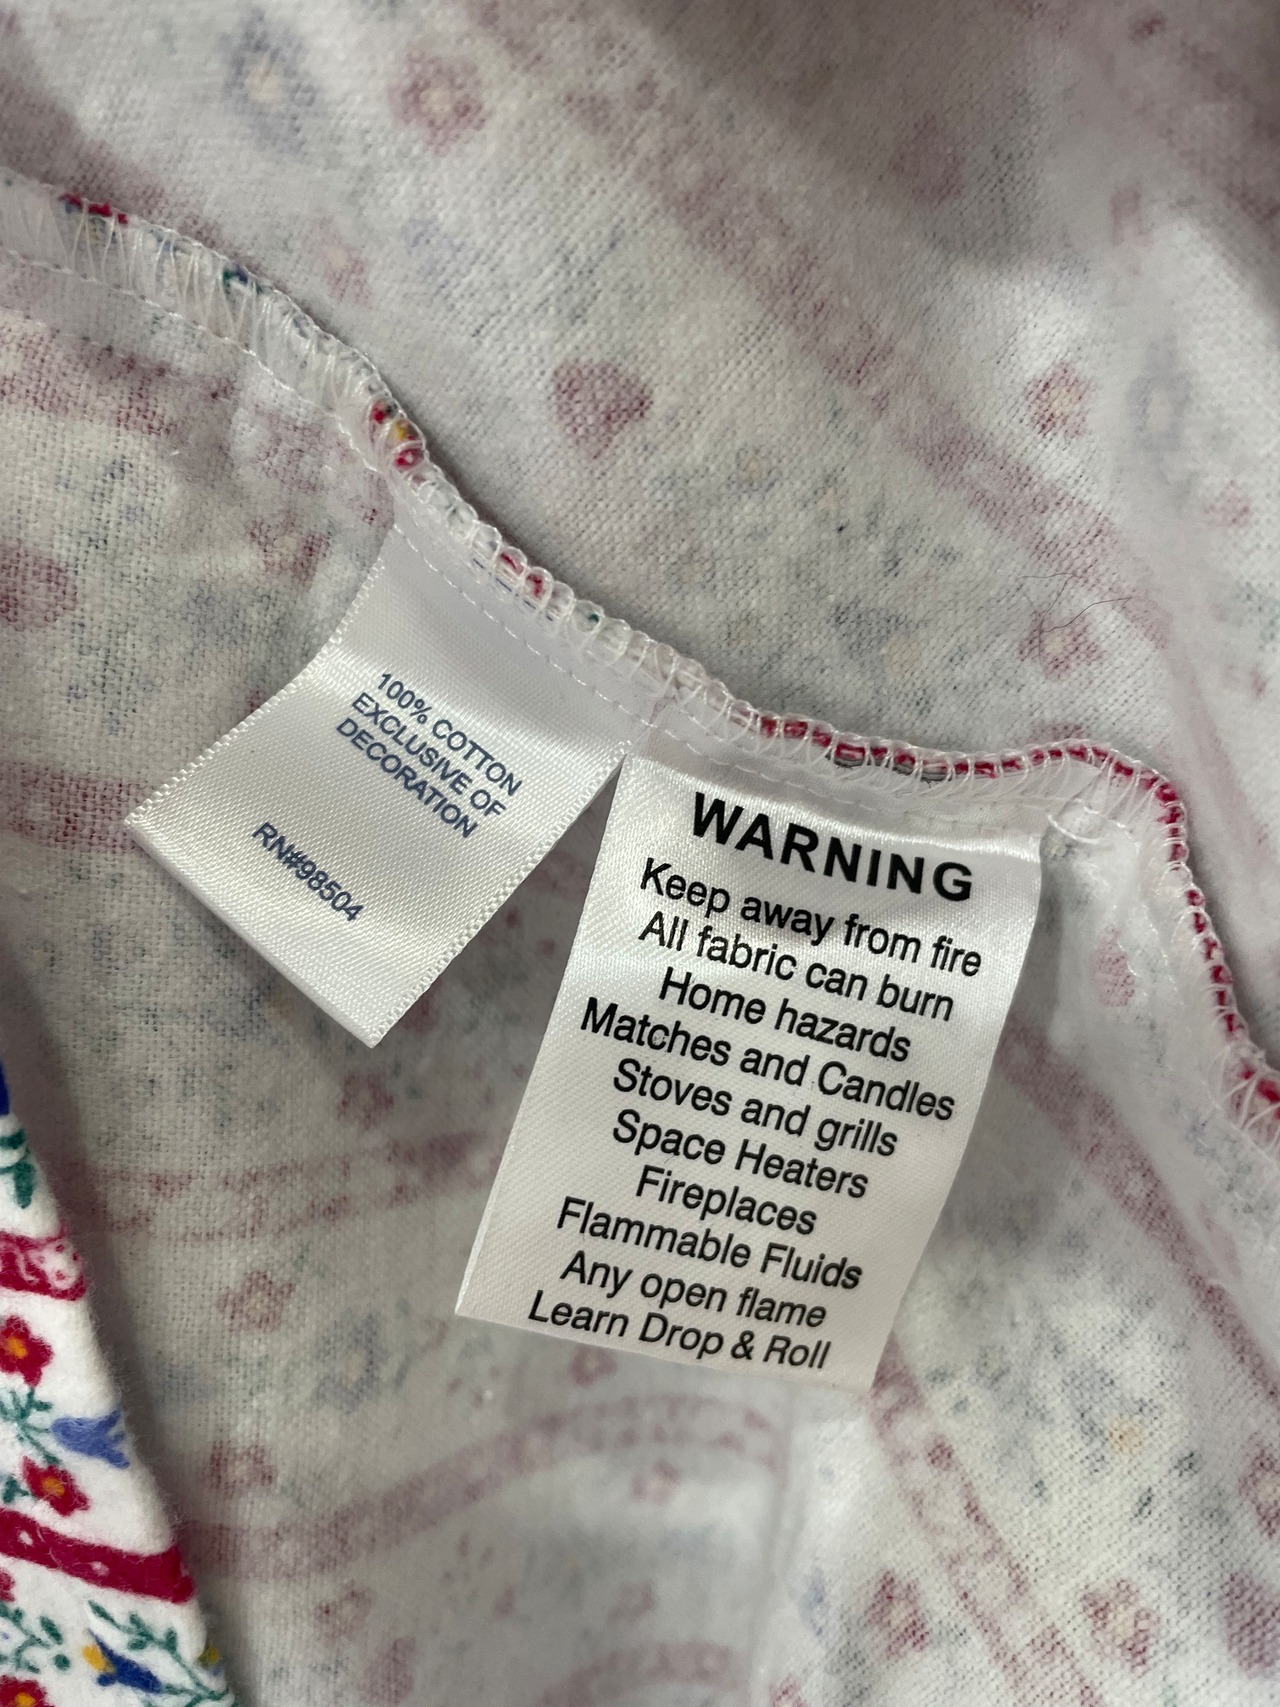 100% COTTON
EXCLUSIVE OF
DECORATION
RN#98504
WARNING
Keep away from fire
All fabric can burn
Home hazards
Matches and Candles
Stoves and grills
Space Heaters
Fireplaces
Flammable Fluids
Any open flame
Learn Drop & Roll